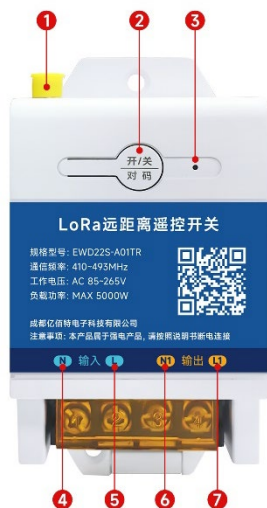 1 2 3
开/关
对 码
LoRa远距离遥控开关
规格型号: EWD22S-A01TR
通信频率: 410-493MHz
工作电压: AC 85-265V
负载功率: MAX 5000W
成都亿佰特电子科技有限公司
注意事项: 本产品属于强电产品, 请按照说明书断电连接
N 输入 L N1 输出 L1
4 5 6 7